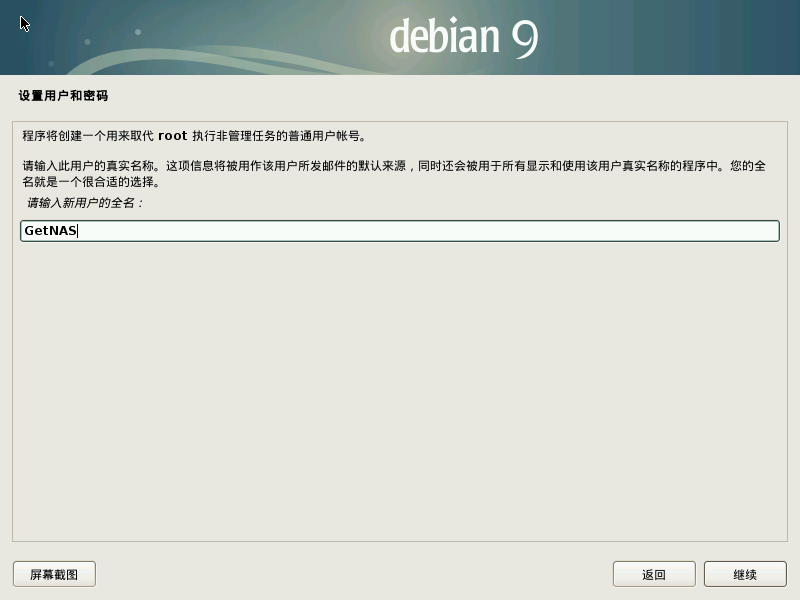 debian 9
设置用户和密码
程序将创建一个用来取代 root 执行非管理任务的普通用户帐号。
请输入此用户的真实名称。这项信息将被用作该用户所发邮件的默认来源，同时还会被用于所有显示和使用该用户真实名称的程序中。您的全
名就是一个很合适的选择。
请输入新用户的全名：
GetNAS
屏幕截图
返回
继续